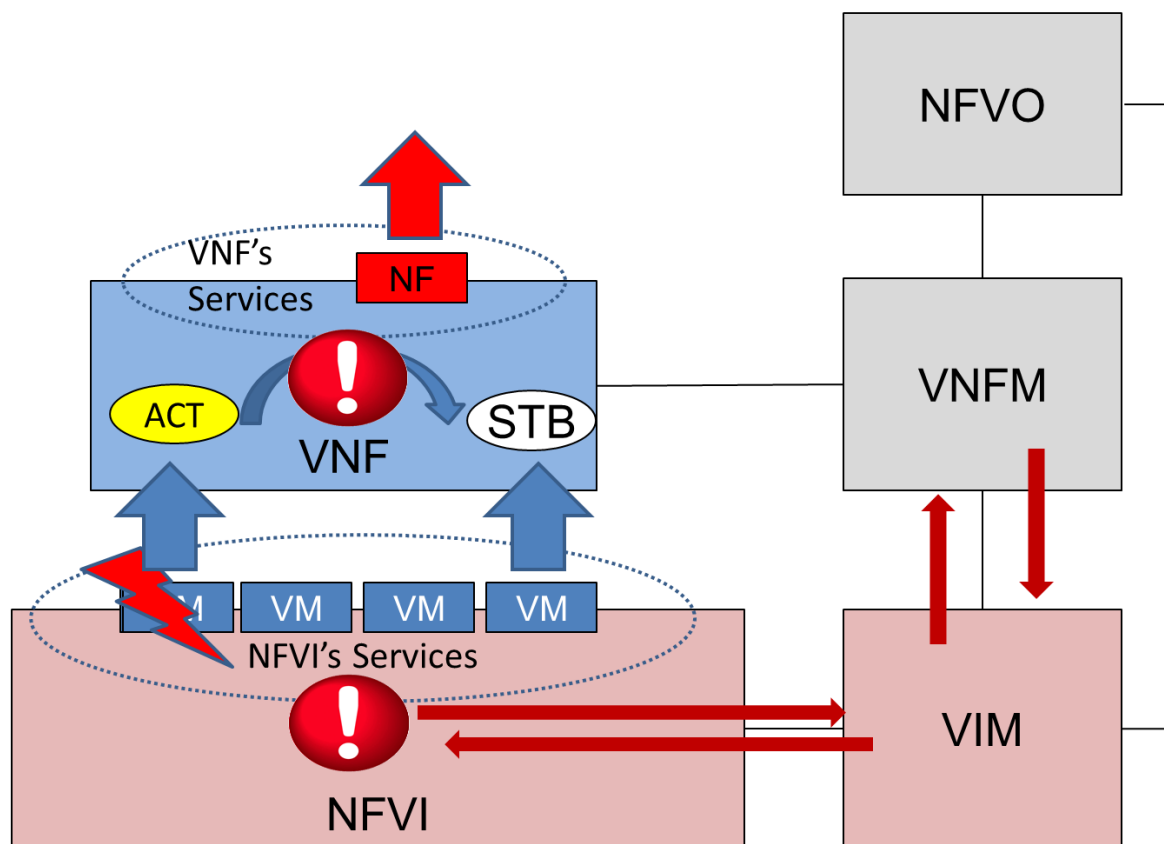 NFVO
VNF's
Services
NF
ACT
STB
VNF
VNFM
VM
VM
VM
NFVI's Services
NFVI
VIM